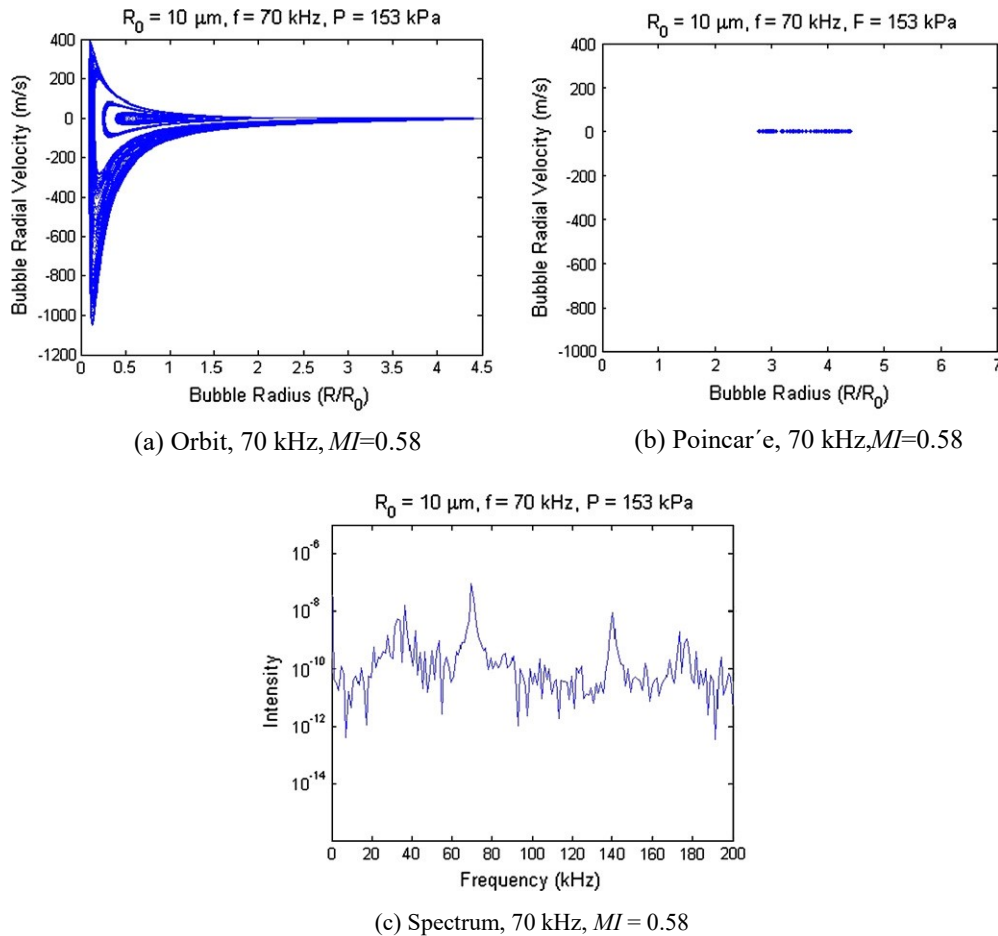 R₀ = 10 μm, f = 70 kHz, P = 153 kPa
400
200
0
-200
-400
-600
-800
-1000
-1200
Bubble Radial Velocity (m/s)
0 0.5 1 1.5 2 2.5 3 3.5 4 4.5
Bubble Radius (R/R₀)
(a) Orbit, 70 kHz, MI=0.58
R₀ = 10 μm, f = 70 kHz, F = 153 kPa
400
200
0
-200
-400
-600
-800
-1000
Bubble Radial Velocity (m/s)
0 1 2 3 4 5 6 7
Bubble Radius (R/R₀)
(b) Poincar´e, 70 kHz,MI=0.58
R₀ = 10 μm, f = 70 kHz, P = 153 kPa
10⁻⁶
10⁻⁸
10⁻¹⁰
10⁻¹²
10⁻¹⁴
Intensity
0 20 40 60 80 100 120 140 160 180 200
Frequency (kHz)
(c) Spectrum, 70 kHz, MI = 0.58